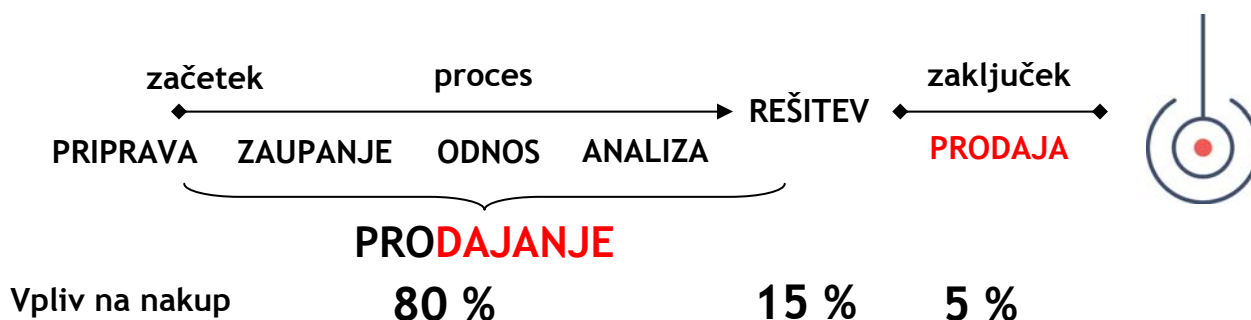 začetek proces zaključek
REŠITEV
PRIPRAVA ZAUPANJE ODNOS ANALIZA PRODAJA
PRODAJANJE
Vpliv na nakup 80 % 15 % 5 %